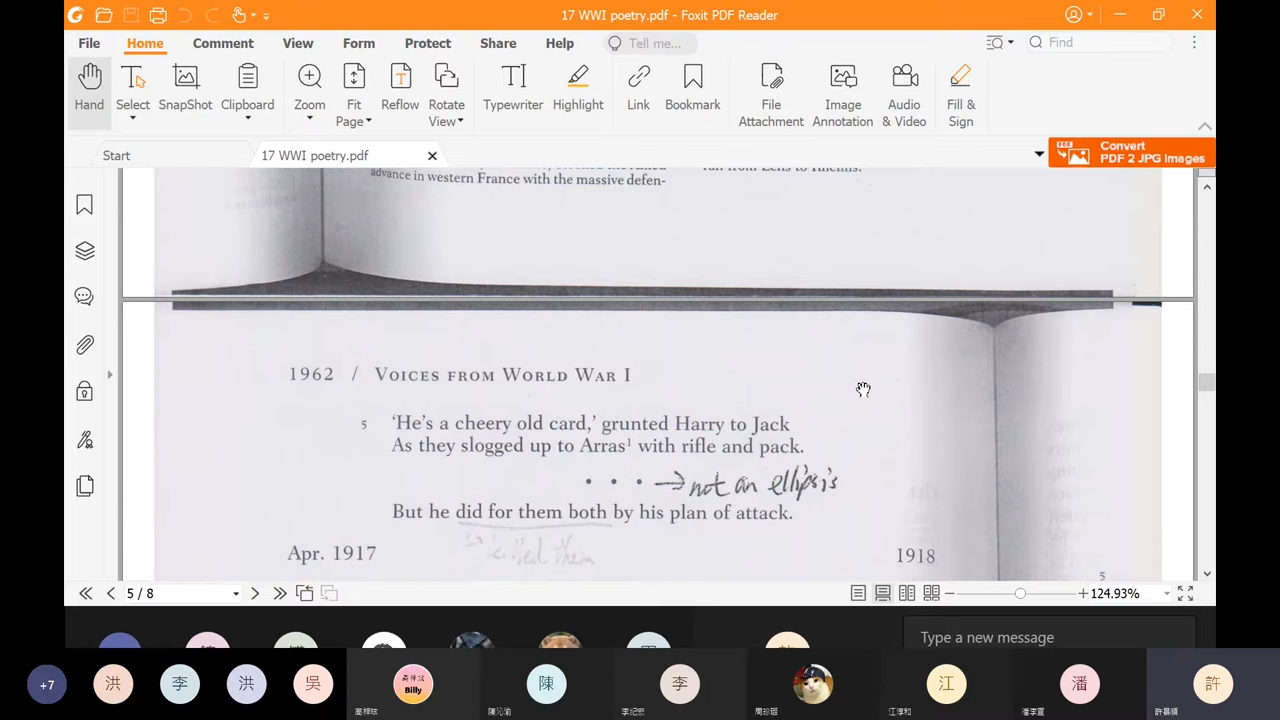 17 WWI poetry.pdf - Foxit PDF Reader
File Home Comment View Form Protect Share Help Tell me... Find
Hand Select SnapShot Clipboard Zoom Fit Page Reflow Rotate View Typewriter Highlight Link Bookmark File Attachment Image Annotation Audio & Video Fill & Sign
Start 17 WWI poetry.pdf
Convert
PDF 2 JPG Images
advance in western France with the massive defen-
1962 / VOICES FROM WORLD WAR I
5 ‘He’s a cheery old card,’ grunted Harry to Jack
As they slogged up to Arras¹ with rifle and pack.
• • • → not an ellipsis
But he did for them both by his plan of attack.
killed them
Apr. 1917 1918
5
5 / 8 124.93%
Type a new message
+7 洪 李 洪 吳 Billy 陳 李 江 潘 許